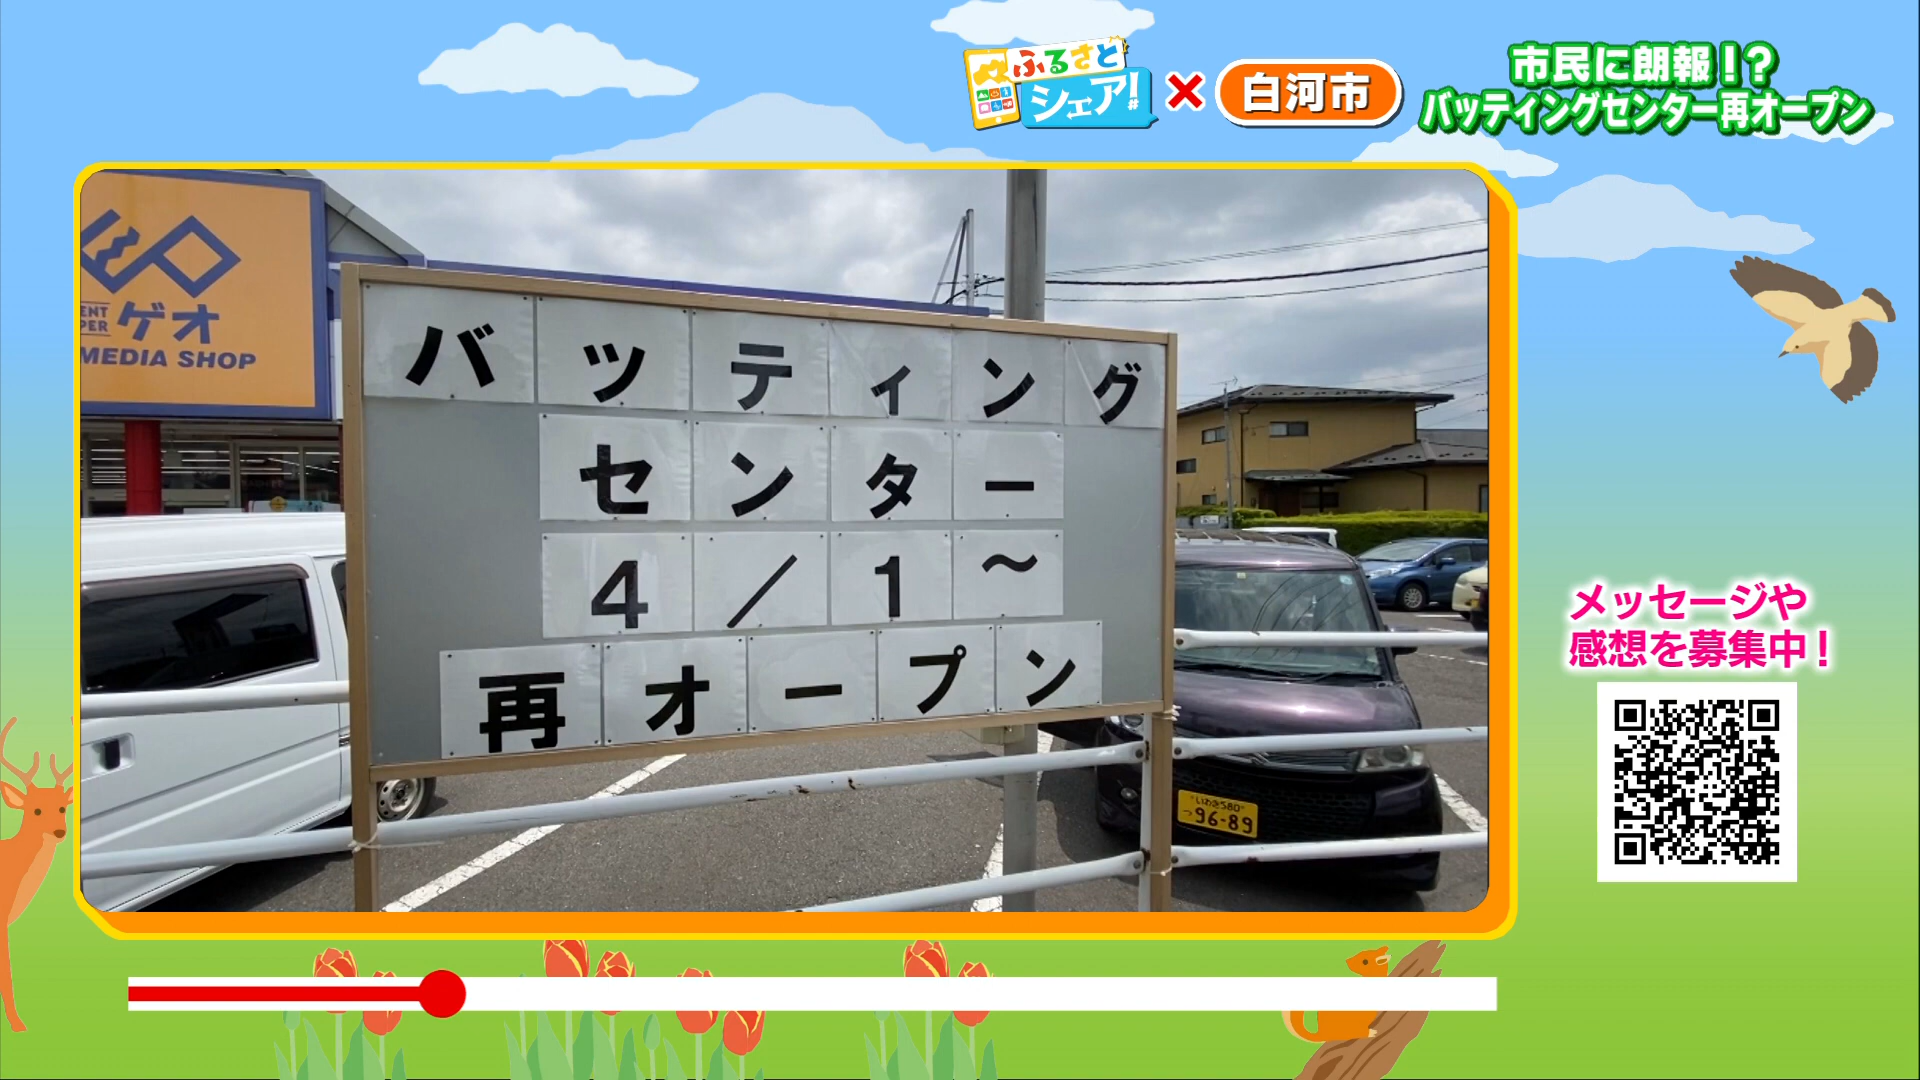 ふるさと
シェア!
×
白河市
市民に朗報!?
バッティングセンター再オープン
ENT
PER
ゲオ
MEDIA SHOP
バッティング
センター
4/1〜
再オープン
いわき580
つ 96-89
メッセージや
感想を募集中!